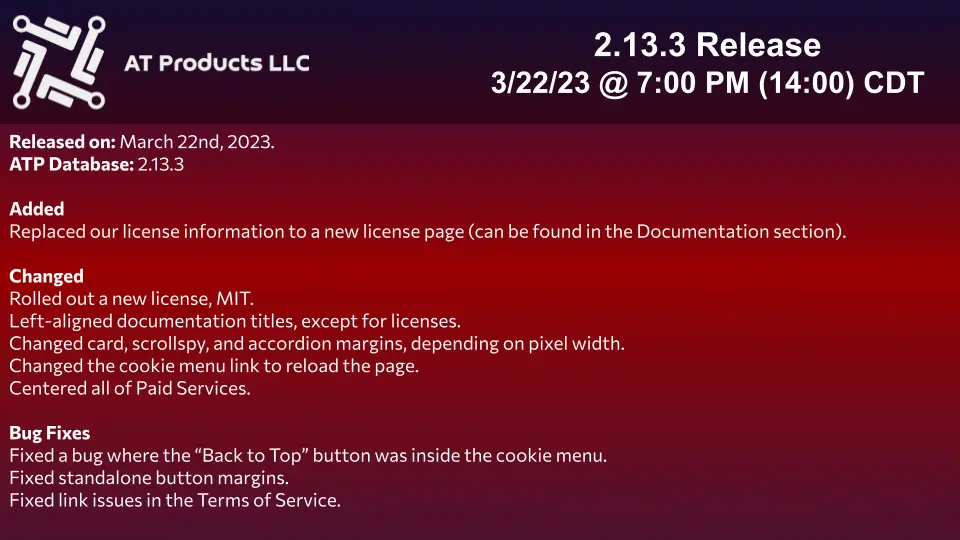 AT Products LLC
2.13.3 Release
3/22/23 @ 7:00 PM (14:00) CDT
Released on: March 22nd, 2023.
ATP Database: 2.13.3
Added
Replaced our license information to a new license page (can be found in the Documentation section).
Changed
Rolled out a new license, MIT.
Left-aligned documentation titles, except for licenses.
Changed card, scrollspy, and accordion margins, depending on pixel width.
Changed the cookie menu link to reload the page.
Centered all of Paid Services.
Bug Fixes
Fixed a bug where the “Back to Top” button was inside the cookie menu.
Fixed standalone button margins.
Fixed link issues in the Terms of Service.